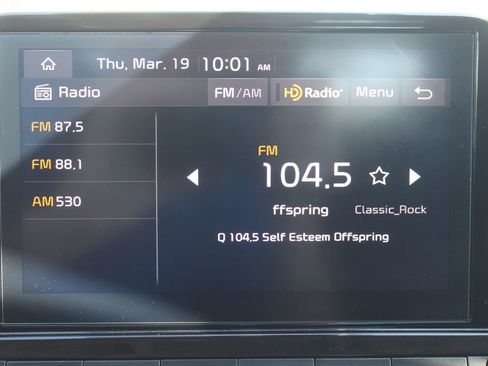 Thu, Mar. 19 10:01 AM
Radio FM/AM HD Radio Menu
FM 87.5
FM 88.1
AM 530
FM
104.5
ffspring Classic_Rock
Q 104.5 Self Esteem Offspring